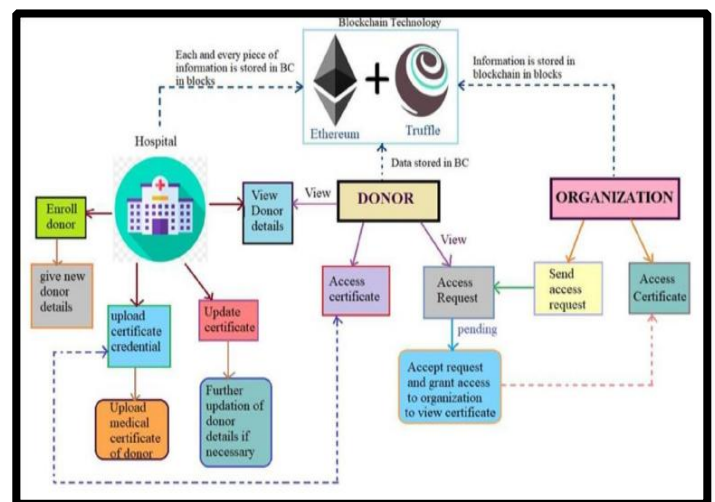 Blockchain Technology
Each and every piece of
information is stored in BC
in blocks
Information is stored in
blockchain in blocks
Ethereum
Truffle
Hospital
Data stored in BC
Enroll
donor
View
Donor
details
View
DONOR
ORGANIZATION
View
give new
donor
details
Access
certificate
Access
Request
Send
access
request
Access
Certificate
upload
certificate
credential
Update
certificate
pending
Accept request
and grant access
to organization
to view certificate
Upload
medical
certificate
of donor
Further
updation of
donor
details if
necessary